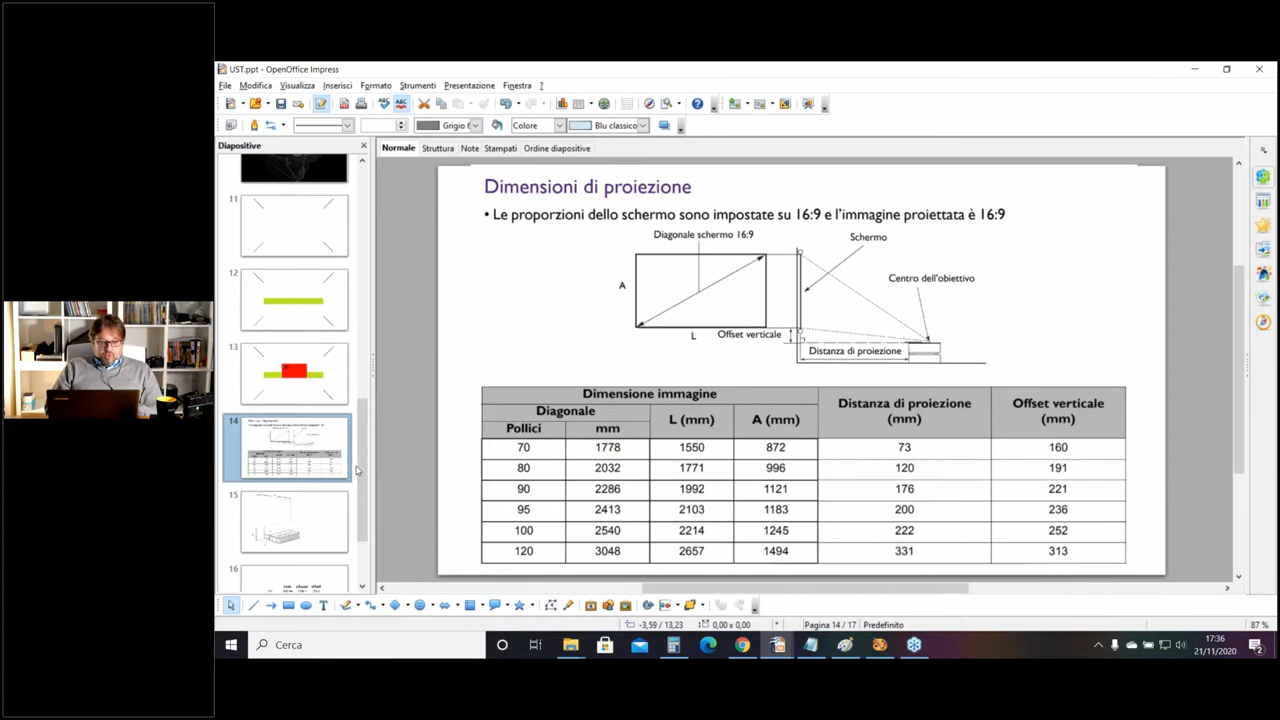 UST.ppt - OpenOffice Impress
File Modifica Visualizza Inserisci Formato Strumenti Presentazione Finestra ?
Colore
Blu classico
Diapositive
Normale Struttura Note Stampati Ordine diapositive
11
12
13
14
15
16
Dimensioni di proiezione
• Le proporzioni dello schermo sono impostate su 16:9 e l'immagine proiettata è 16:9
Diagonale schermo 16:9
Schermo
Centro dell'obiettivo
A
L
Offset verticale
Distanza di proiezione
Dimensione immagine Distanza di proiezione (mm) Offset verticale (mm)
Diagonale L (mm) A (mm)
Pollici mm
70 1778 1550 872 73 160
80 2032 1771 996 120 191
90 2286 1992 1121 176 221
95 2413 2103 1183 200 236
100 2540 2214 1245 222 252
120 3048 2657 1494 331 313
-3,59 / 13,23 0,00 x 0,00 * Pagina 14 / 17 Predefinito 87 %
Cerca
17:36
21/11/2020
2